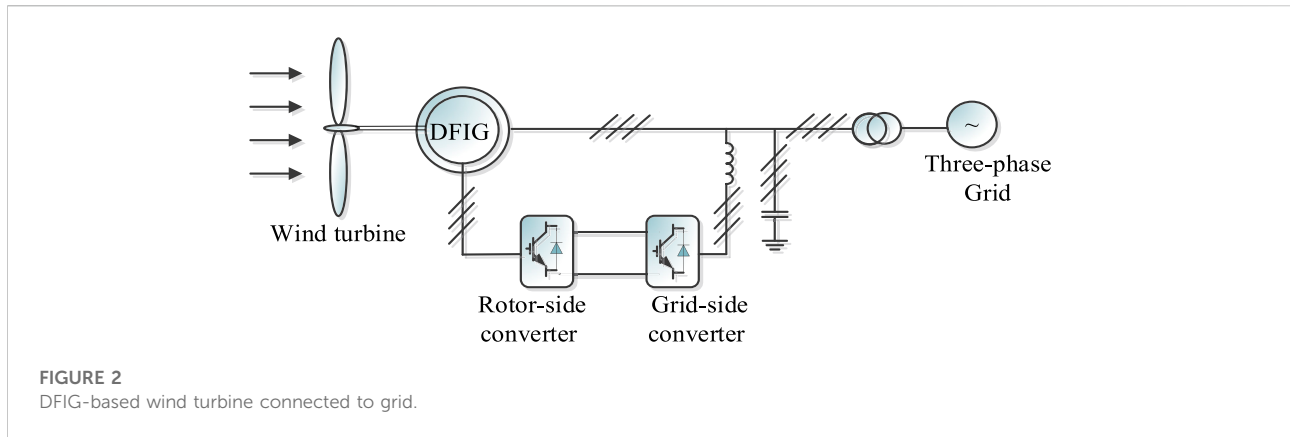 DFIG
~
Three-phase
Grid
Wind turbine
Rotor-side
converter
Grid-side
converter
FIGURE 2
DFIG-based wind turbine connected to grid.